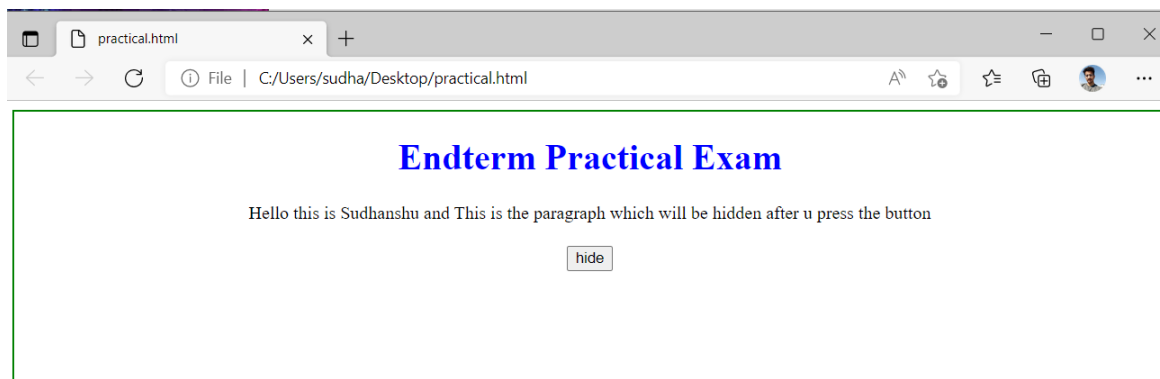 practical.html
File | C:/Users/sudha/Desktop/practical.html
Endterm Practical Exam
Hello this is Sudhanshu and This is the paragraph which will be hidden after u press the button
hide